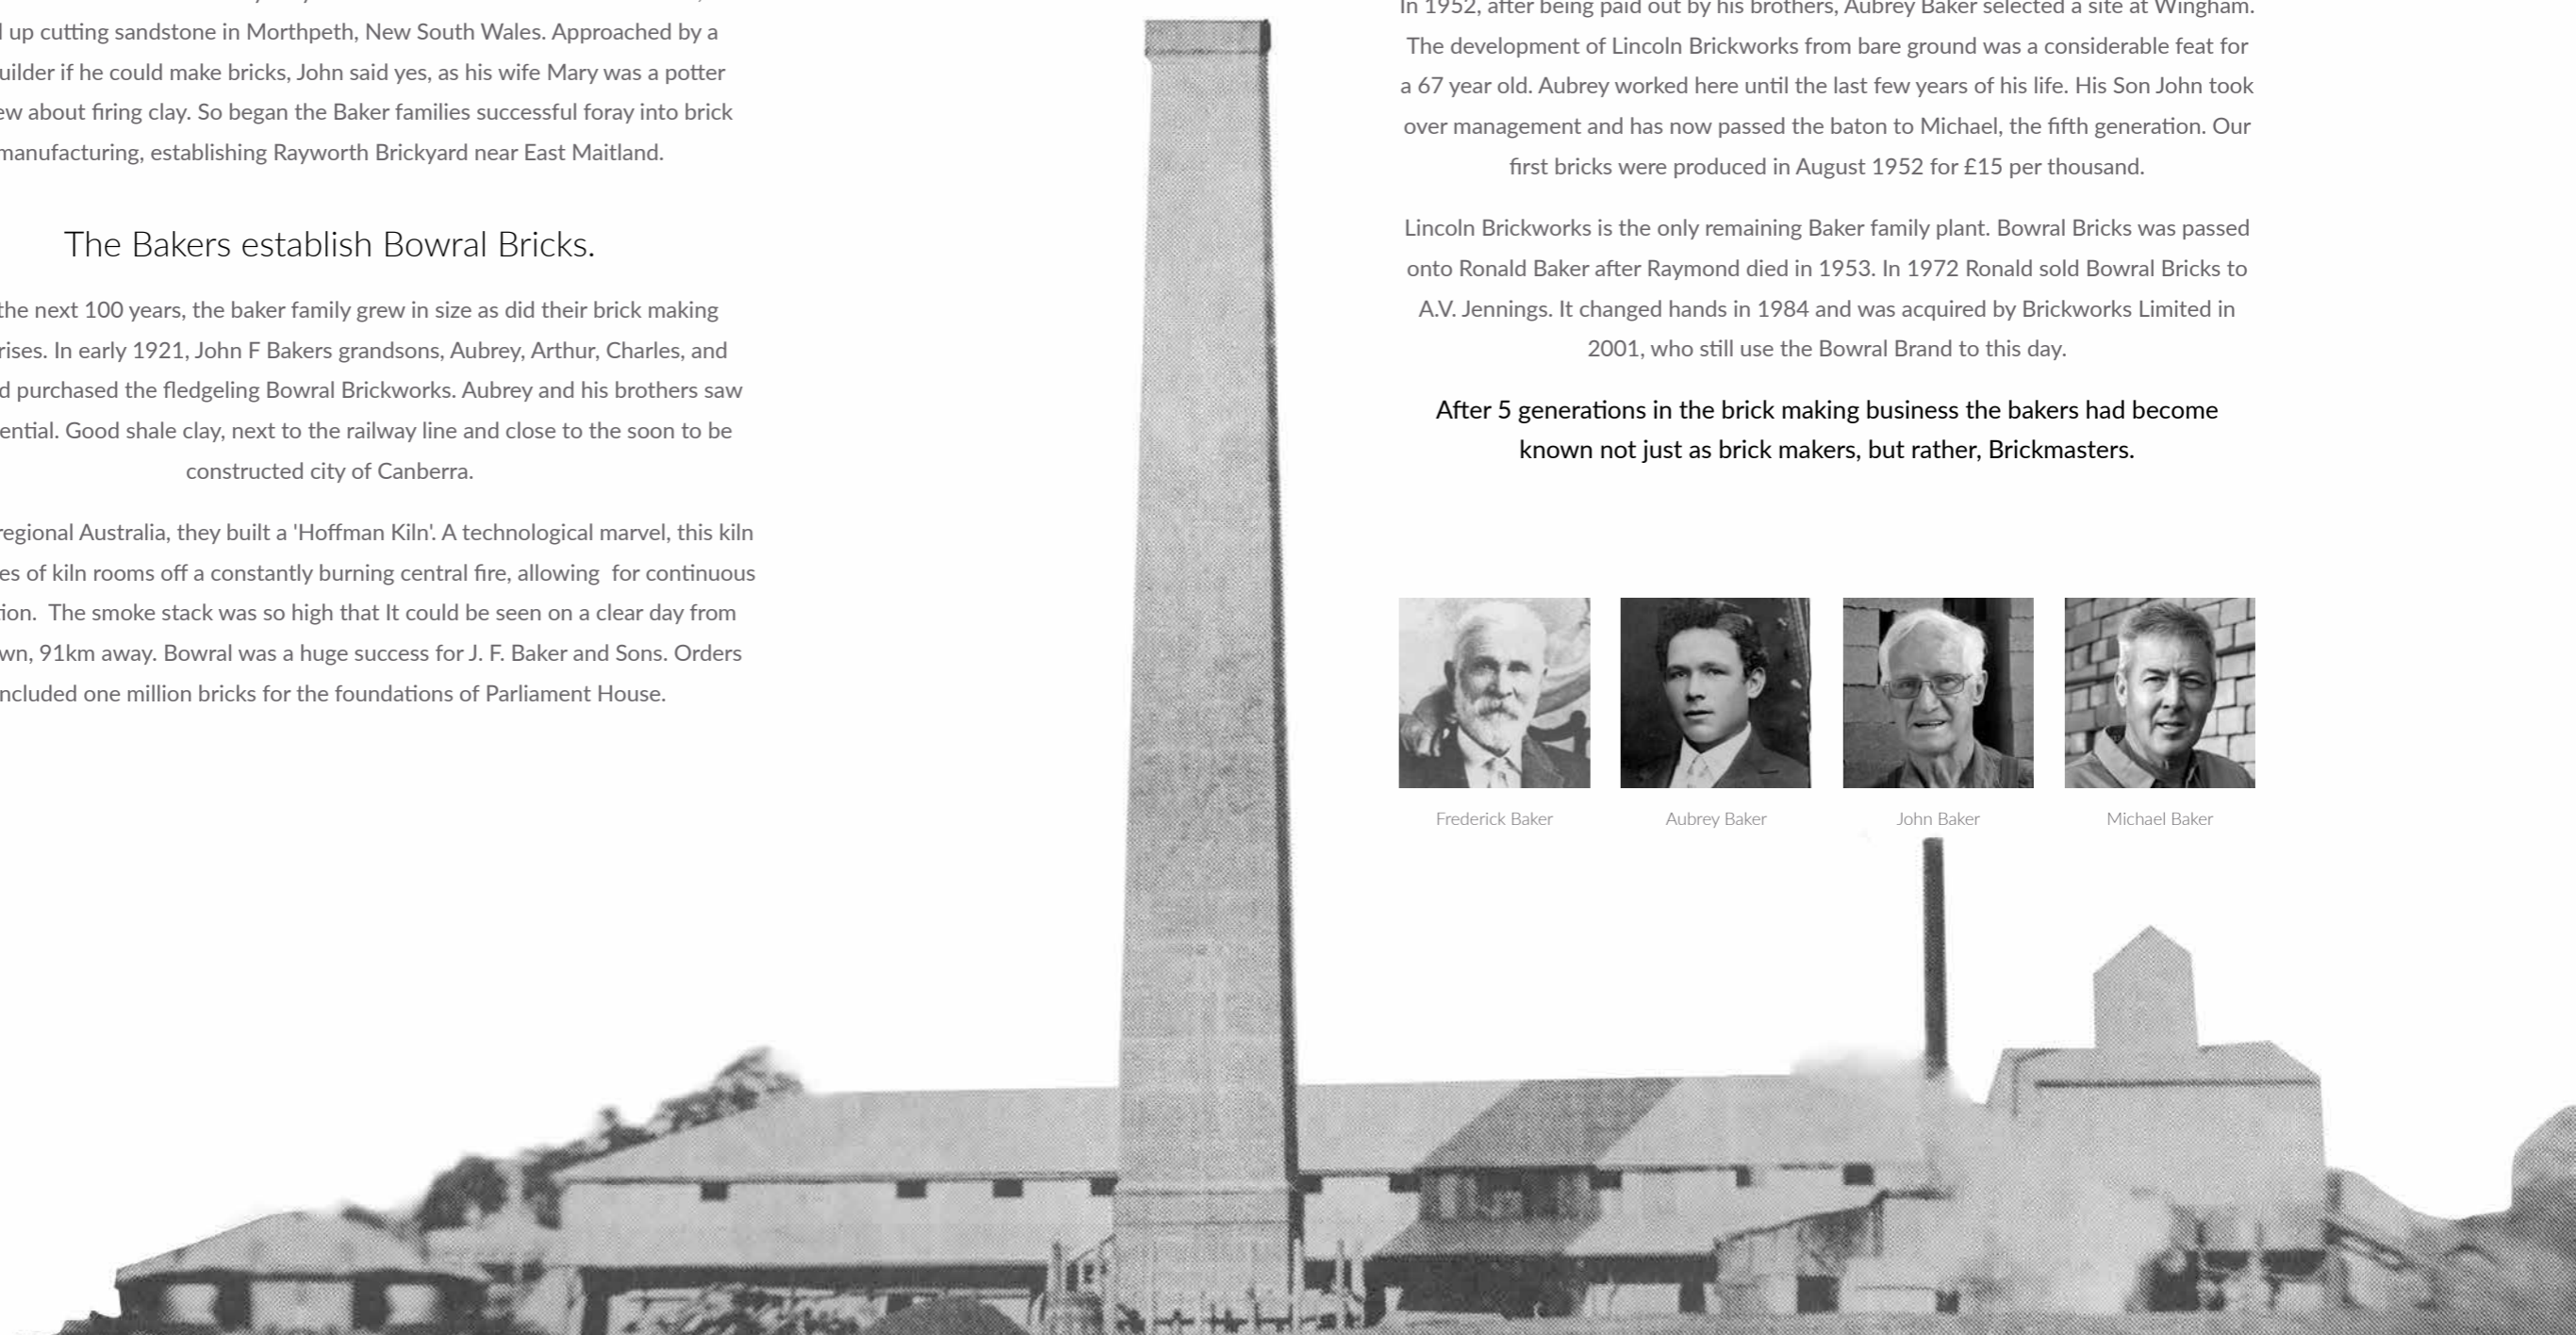 up cutting sandstone in Morthpeth, New South Wales. Approached by a
uilder if he could make bricks, John said yes, as his wife Mary was a potter
ew about firing clay. So began the Baker families successful foray into brick
manufacturing, establishing Rayworth Brickyard near East Maitland.
The Bakers establish Bowral Bricks.
the next 100 years, the baker family grew in size as did their brick making
rises. In early 1921, John F Bakers grandsons, Aubrey, Arthur, Charles, and
d purchased the fledgeling Bowral Brickworks. Aubrey and his brothers saw
ential. Good shale clay, next to the railway line and close to the soon to be
constructed city of Canberra.
regional Australia, they built a 'Hoffman Kiln'. A technological marvel, this kiln
es of kiln rooms off a constantly burning central fire, allowing  for continuous
tion.  The smoke stack was so high that It could be seen on a clear day from
wn, 91km away. Bowral was a huge success for J. F. Baker and Sons. Orders
ncluded one million bricks for the foundations of Parliament House.
In 1952, after being paid out by his brothers, Aubrey Baker selected a site at Wingham.
The development of Lincoln Brickworks from bare ground was a considerable feat for
a 67 year old. Aubrey worked here until the last few years of his life. His Son John took
over management and has now passed the baton to Michael, the fifth generation. Our
first bricks were produced in August 1952 for £15 per thousand.
Lincoln Brickworks is the only remaining Baker family plant. Bowral Bricks was passed
onto Ronald Baker after Raymond died in 1953. In 1972 Ronald sold Bowral Bricks to
A.V. Jennings. It changed hands in 1984 and was acquired by Brickworks Limited in
2001, who still use the Bowral Brand to this day.
After 5 generations in the brick making business the bakers had become
known not just as brick makers, but rather, Brickmasters.
Frederick Baker
Aubrey Baker
John Baker
Michael Baker